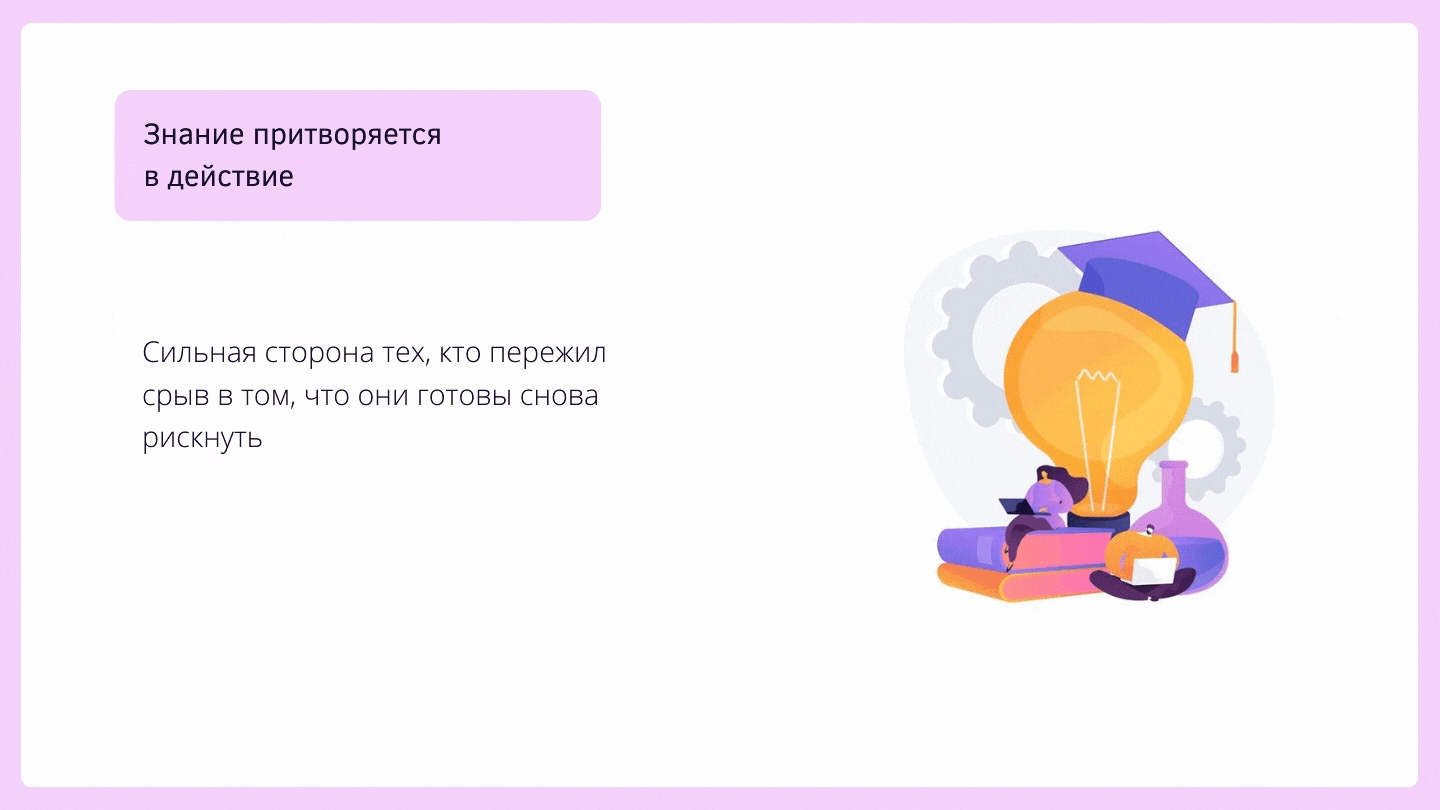 Знание притворяется
в действие
Сильная сторона тех, кто пережил
срыв в том, что они готовы снова
рискнуть